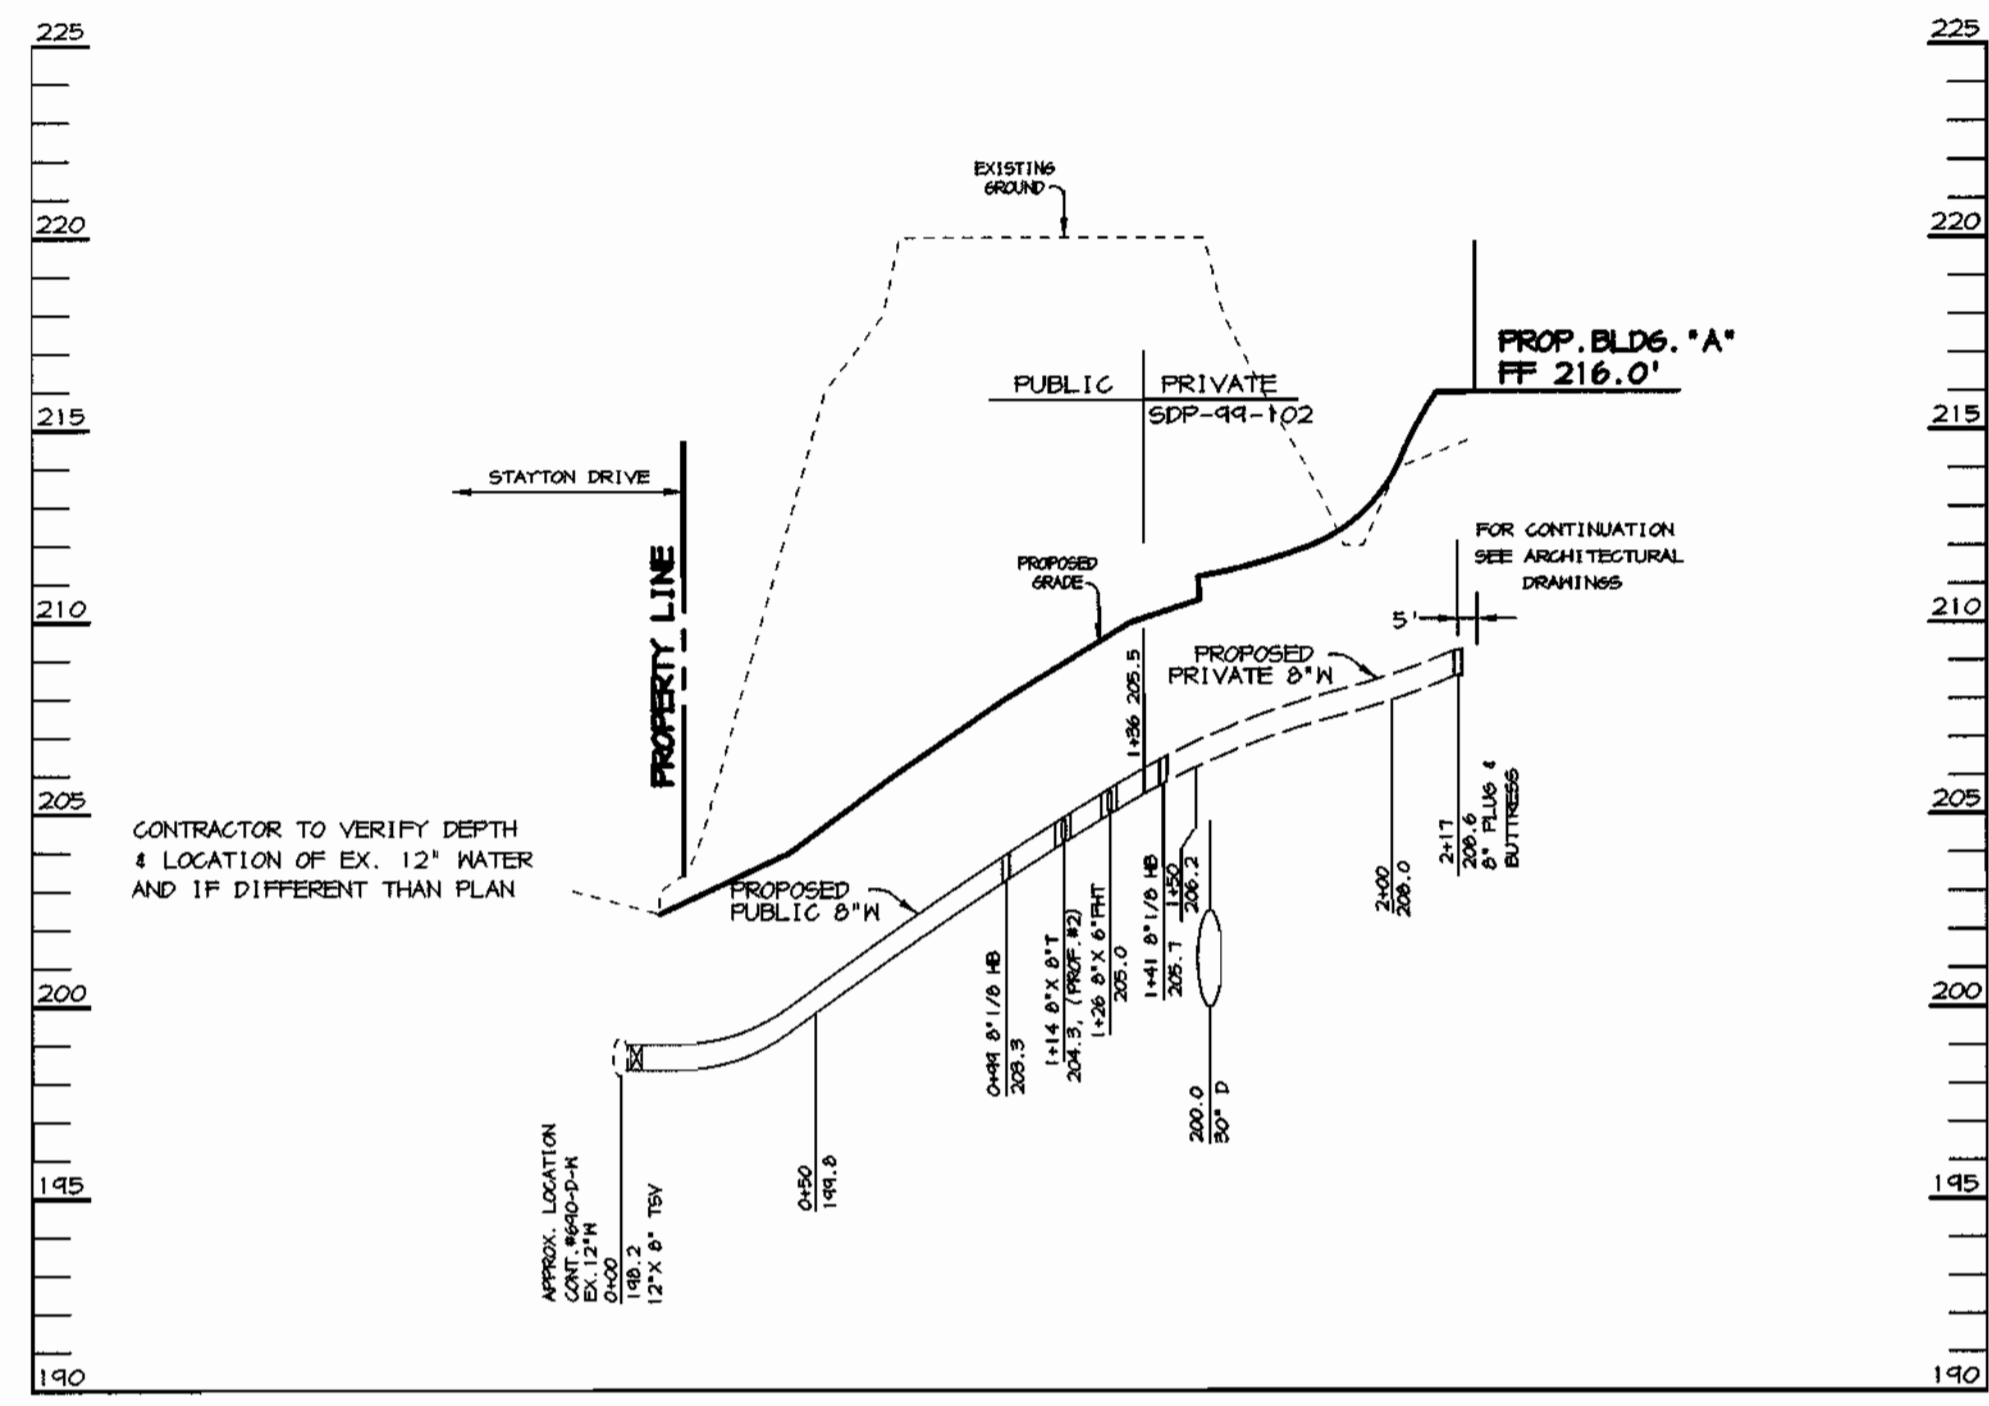 225
225
EXISTING
GROUND
220
220
PROP. BLDG. "A"
FF 216.0'
PUBLIC
PRIVATE
SDP-99-102
215
215
STAYTON DRIVE
PROPERTY LINE
FOR CONTINUATION
SEE ARCHITECTURAL
DRAWINGS
PROPOSED
GRADE
210
210
5'
PROPOSED
PRIVATE 8"W
1+36 205.5
205
205
CONTRACTOR TO VERIFY DEPTH
& LOCATION OF EX. 12" WATER
AND IF DIFFERENT THAN PLAN
PROPOSED
PUBLIC 8"W
2+17
208.6
8" PLUG &
BUTTRESS
2+00
208.0
1+50
206.2
1+41 8"1/8 HB
205.7
1+26 8"X 6"FHT
205.0
1+14 8"X 8"T
204.3, (PROF.#2)
0+99 8"1/8 HB
203.3
200
200
200.0
30" D
0+50
199.8
195
195
APPROX. LOCATION
CONT.#690-D-W
EX.12"W
0+00
198.2
12"X 8" TSV
190
190